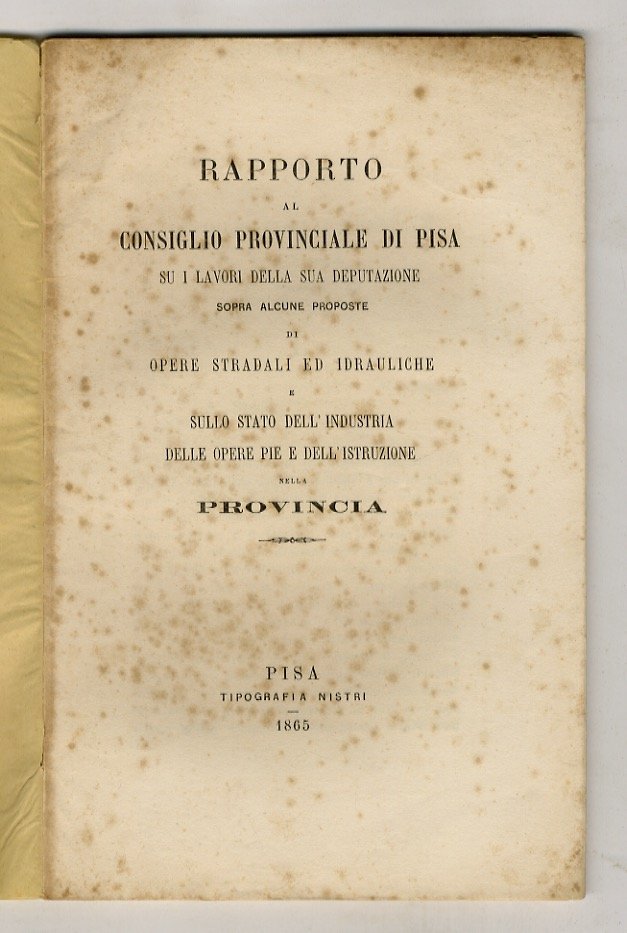 RAPPORTO
AL
CONSIGLIO PROVINCIALE DI PISA
SU I LAVORI DELLA SUA DEPUTAZIONE
SOPRA ALCUNE PROPOSTE
DI
OPERE STRADALI ED IDRAULICHE
E
SULLO STATO DELL'INDUSTRIA
DELLE OPERE PIE E DELL'ISTRUZIONE
NELLA
PROVINCIA
PISA
TIPOGRAFIA NISTRI
1865